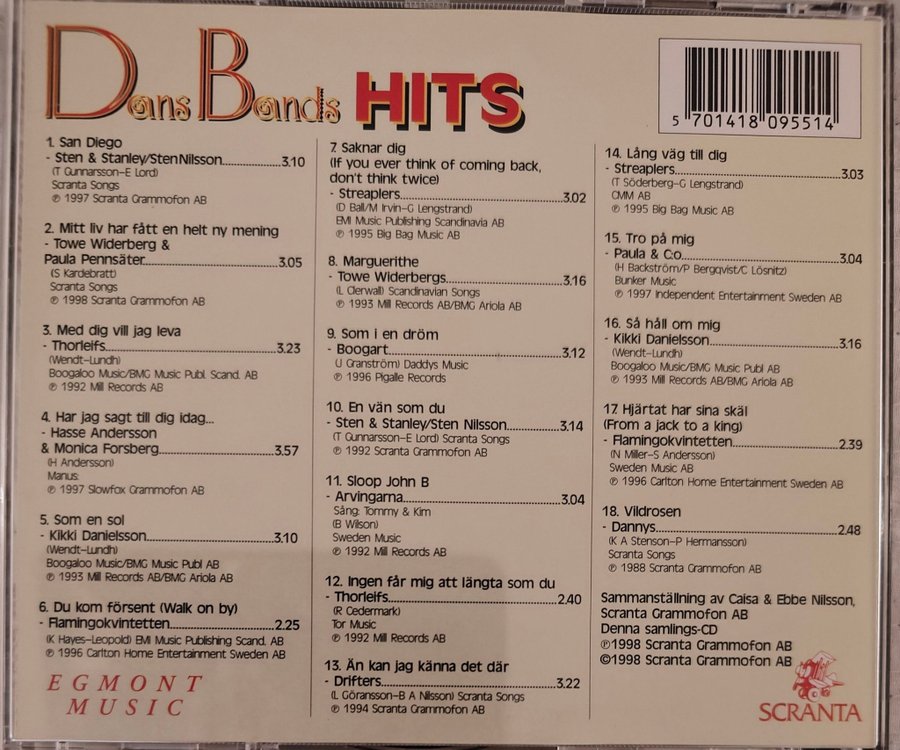 Dans Bands HITS
5 701418 095514
1. San Diego
- Sten & Stanley/Sten Nilsson 3.10
(T Gunnarsson-E Lord)
Scranta Songs
℗ 1997 Scranta Grammofon AB
2. Mitt liv har fått en helt ny mening
- Towe Widerberg &
Paula Pennsäter 3.05
(S Kardebratt)
Scranta Songs
℗ 1998 Scranta Grammofon AB
3. Med dig vill jag leva
- Thorleifs 3.23
(Wendt-Lundh)
Boogaloo Music/BMG Music Publ. Scand. AB
℗ 1992 Mill Records AB
4. Har jag sagt till dig idag...
- Hasse Andersson
& Monica Forsberg 3.57
(H Andersson)
Manus:
℗ 1997 Slowfox Grammofon AB
5. Som en sol
- Kikki Danielsson 3.10
(Wendt-Lundh)
Boogaloo Music/BMG Music Publ AB
℗ 1993 Mill Records AB/BMG Ariola AB
6. Du kom försent (Walk on by)
- Flamingokvintetten 2.25
(K Hayes-Leopold) EMI Music Publishing Scand. AB
℗ 1996 Carlton Home Entertainment Sweden AB
EGMONT
MUSIC
7. Saknar dig
(If you ever think of coming back,
don't think twice)
- Streaplers 3.02
(D Ball/M Irvin-G Lengstrand)
EMI Music Publishing Scandinavia AB
℗ 1995 Big Bag Music AB
8. Marguerithe
- Towe Widerbergs 3.16
(L Clerwall) Scandinavian Songs
℗ 1993 Mill Records AB/BMG Ariola AB
9. Som i en dröm
- Boogart 3.12
(J Granström) Daddys Music
℗ 1996 Pigalle Records
10. En vän som du
- Sten & Stanley/Sten Nilsson 3.14
(T Gunnarsson-E Lord) Scranta Songs
℗ 1992 Scranta Grammofon AB
11. Sloop John B
- Arvingarna 3.04
Sång: Tommy & Kim
(B Wilson)
Sweden Music
℗ 1992 Mill Records AB
12. Ingen får mig att längta som du
- Thorleifs 2.40
(R Cedermark)
Tor Music
℗ 1992 Mill Records AB
13. Än kan jag känna det där
- Drifters 3.22
(L Göransson-B A Nilsson) Scranta Songs
℗ 1994 Scranta Grammofon AB
14. Lång väg till dig
- Streaplers 3.03
(T Söderberg-G Lengstrand)
CMM AB
℗ 1995 Big Bag Music AB
15. Tro på mig
- Paula & C:o 3.04
(H Backström/P Bergqvist/C Lösnitz)
Bunker Music
℗ 1997 Independent Entertainment Sweden AB
16. Så håll om mig
- Kikki Danielsson 3.16
(Wendt-Lundh)
Boogaloo Music/BMG Music Publ AB
℗ 1993 Mill Records AB/BMG Ariola AB
17. Hjärtat har sina skäl
(From a jack to a king)
- Flamingokvintetten 2.39
(N Miller-S Andersson)
Sweden Music AB
℗ 1996 Carlton Home Entertainment Sweden AB
18. Vildrosen
- Dannys 2.48
(K A Stenson-P Hermansson)
Scranta Songs
℗ 1988 Scranta Grammofon AB
Sammanställning av Caisa & Ebbe Nilsson,
Scranta Grammofon AB
Denna samlings-CD
℗1998 Scranta Grammofon AB
©1998 Scranta Grammofon AB
SCRANTA